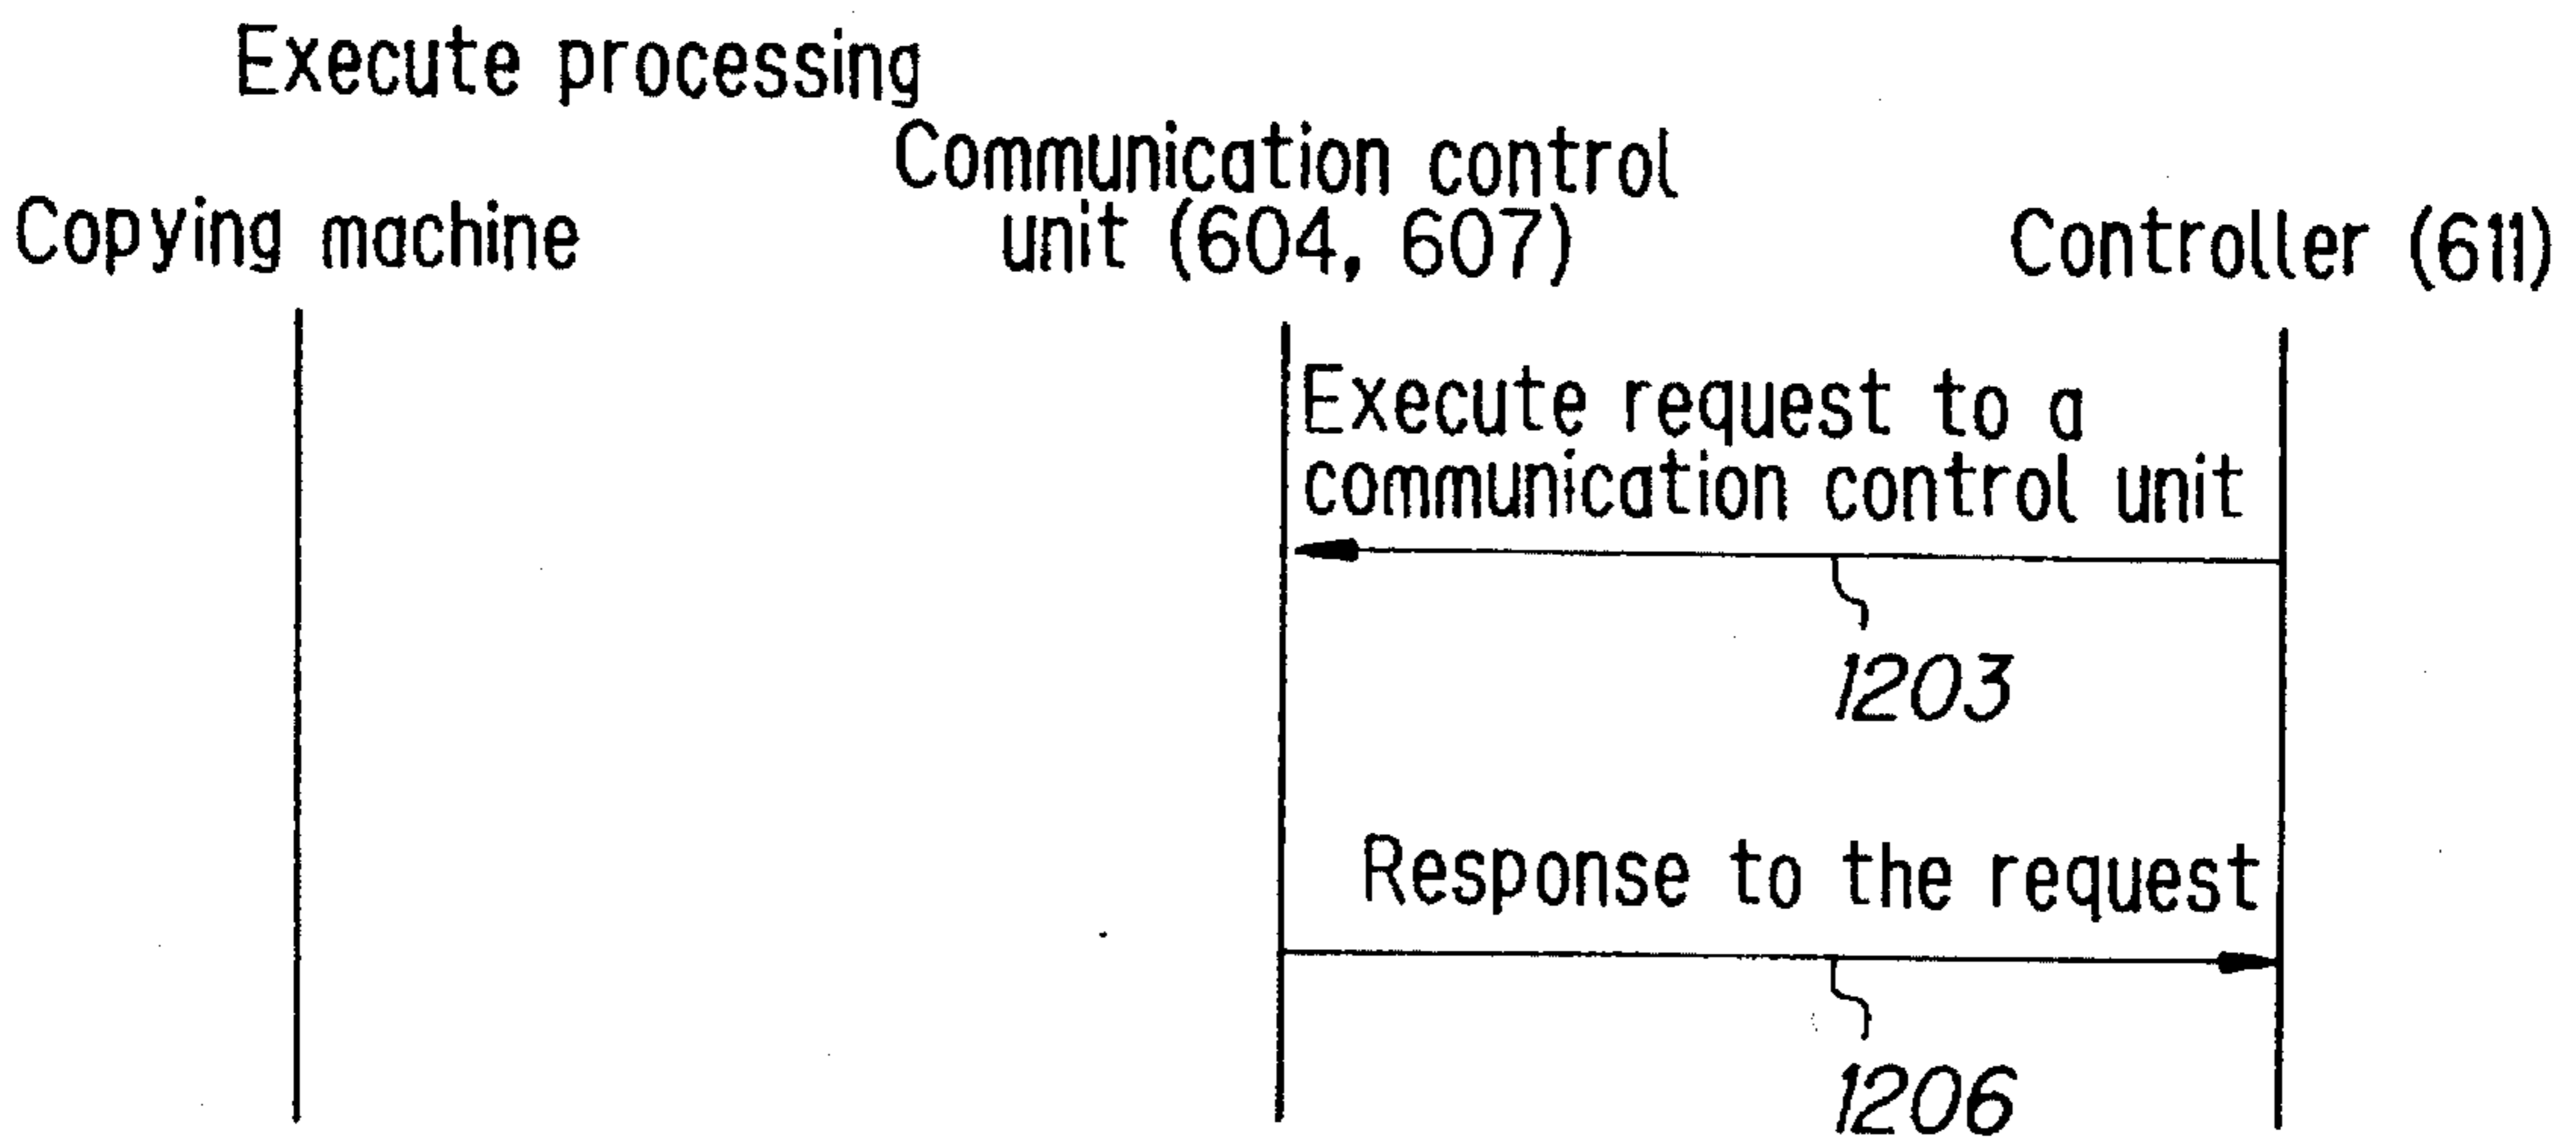 Execute processing
Copying machine
Communication control
unit (604, 607)
Controller (611)
Execute request to a
communication control unit
1203
Response to the request
1206